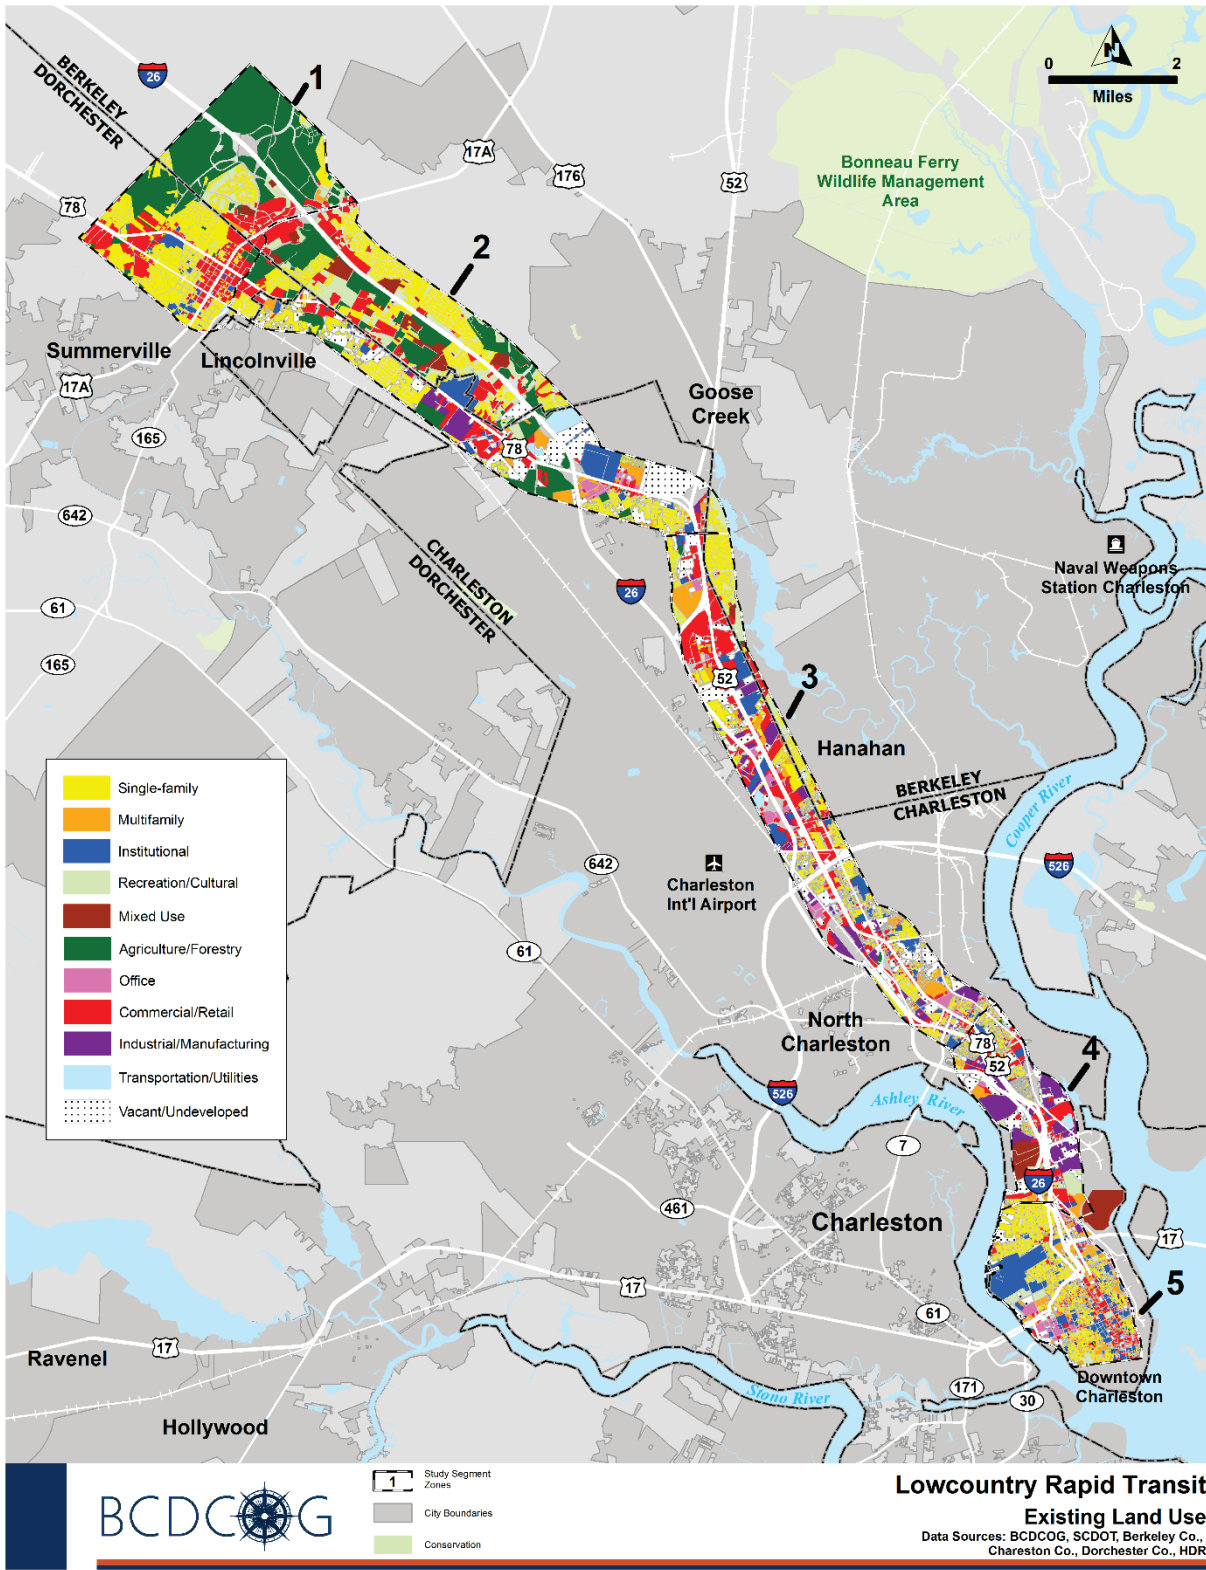 N
0
2
Miles
1
26
BERKELEY
DORCHESTER
17A
176
52
Bonneau Ferry
Wildlife Management
Area
78
2
Summerville
Lincolnville
17A
165
Goose
Creek
78
642
CHARLESTON
DORCHESTER
26
Naval Weapons
Station Charleston
61
165
52
3
Hanahan
BERKELEY
CHARLESTON
Cooper River
Single-family
Multifamily
Institutional
Recreation/Cultural
Mixed Use
Agriculture/Forestry
Office
Commercial/Retail
Industrial/Manufacturing
Transportation/Utilities
Vacant/Undeveloped
642
Charleston
Int'l Airport
526
61
North
Charleston
78
52
4
526
Ashley River
7
26
461
Charleston
17
17
5
61
17
Ravenel
171
30
Downtown
Charleston
Stono River
Hollywood
BCDCOG
1
Study Segment
Zones
City Boundaries
Conservation
Lowcountry Rapid Transit
Existing Land Use
Data Sources: BCDCOG, SCDOT, Berkeley Co.,
Chareston Co., Dorchester Co., HDR